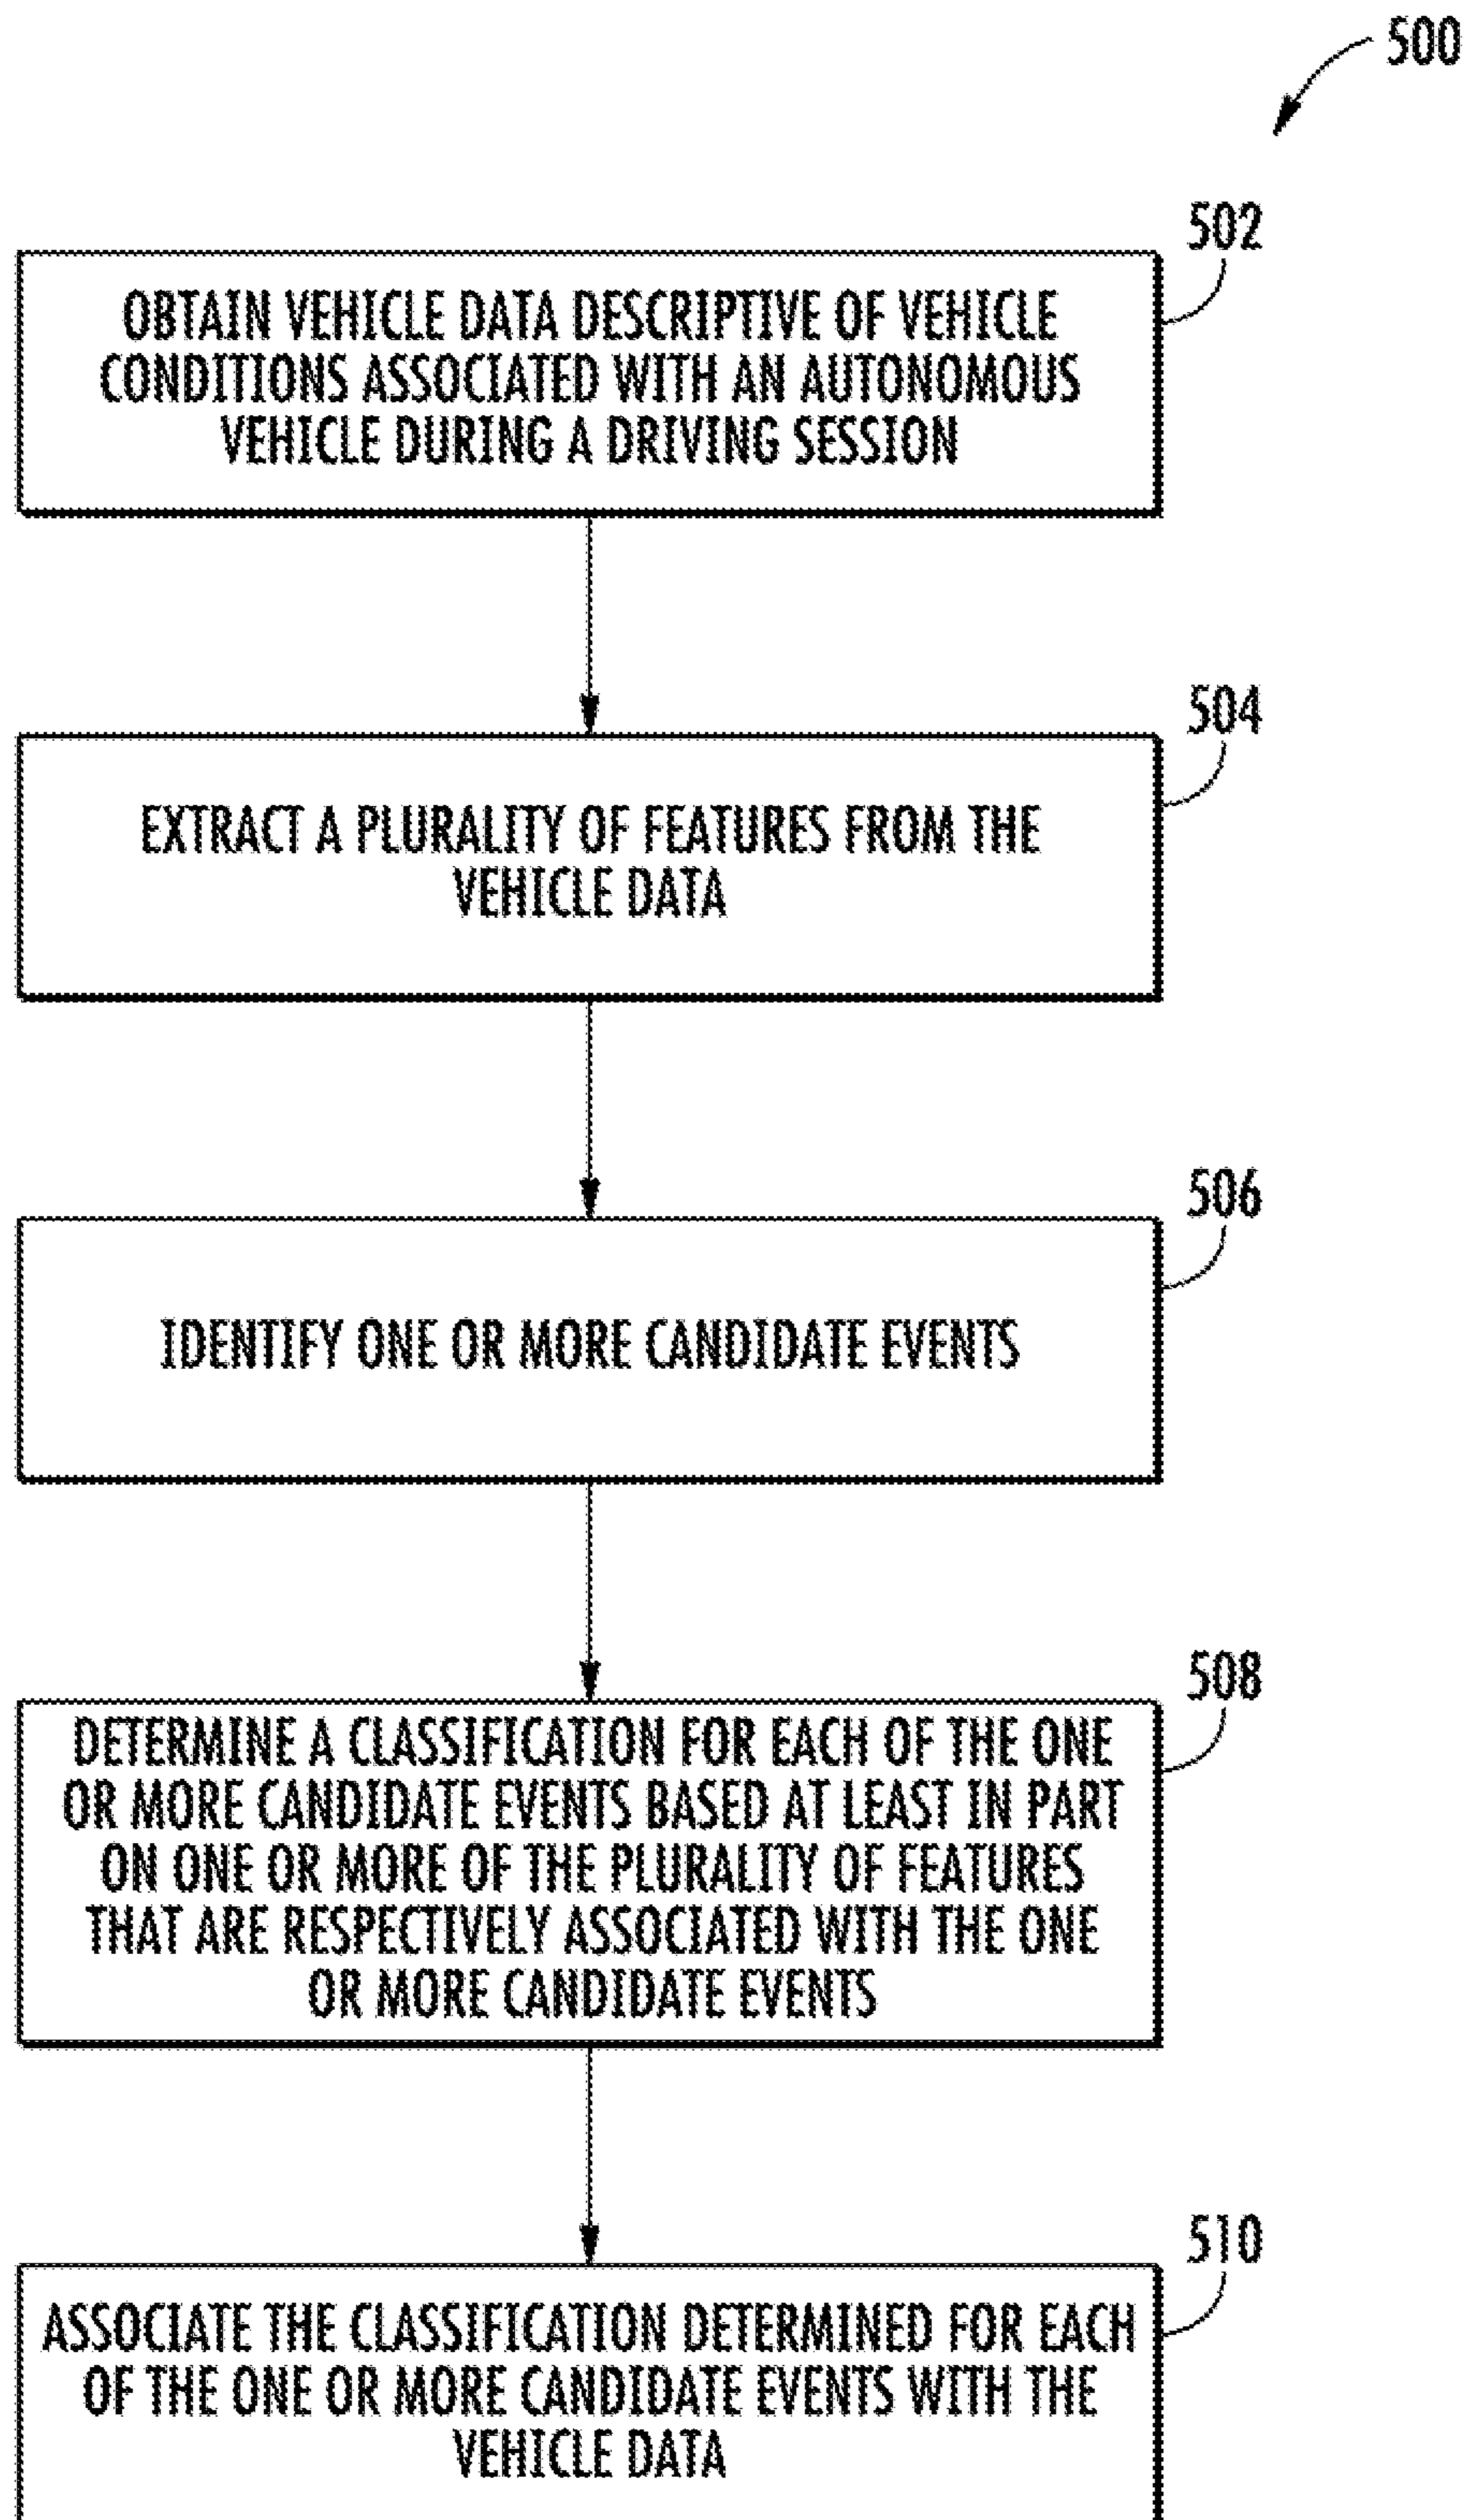 500
502
OBTAIN VEHICLE DATA DESCRIPTIVE OF VEHICLE
CONDITIONS ASSOCIATED WITH AN AUTONOMOUS
VEHICLE DURING A DRIVING SESSION
504
EXTRACT A PLURALITY OF FEATURES FROM THE
VEHICLE DATA
506
IDENTIFY ONE OR MORE CANDIDATE EVENTS
508
DETERMINE A CLASSIFICATION FOR EACH OF THE ONE
OR MORE CANDIDATE EVENTS BASED AT LEAST IN PART
ON ONE OR MORE OF THE PLURALITY OF FEATURES
THAT ARE RESPECTIVELY ASSOCIATED WITH THE ONE
OR MORE CANDIDATE EVENTS
510
ASSOCIATE THE CLASSIFICATION DETERMINED FOR EACH
OF THE ONE OR MORE CANDIDATE EVENTS WITH THE
VEHICLE DATA